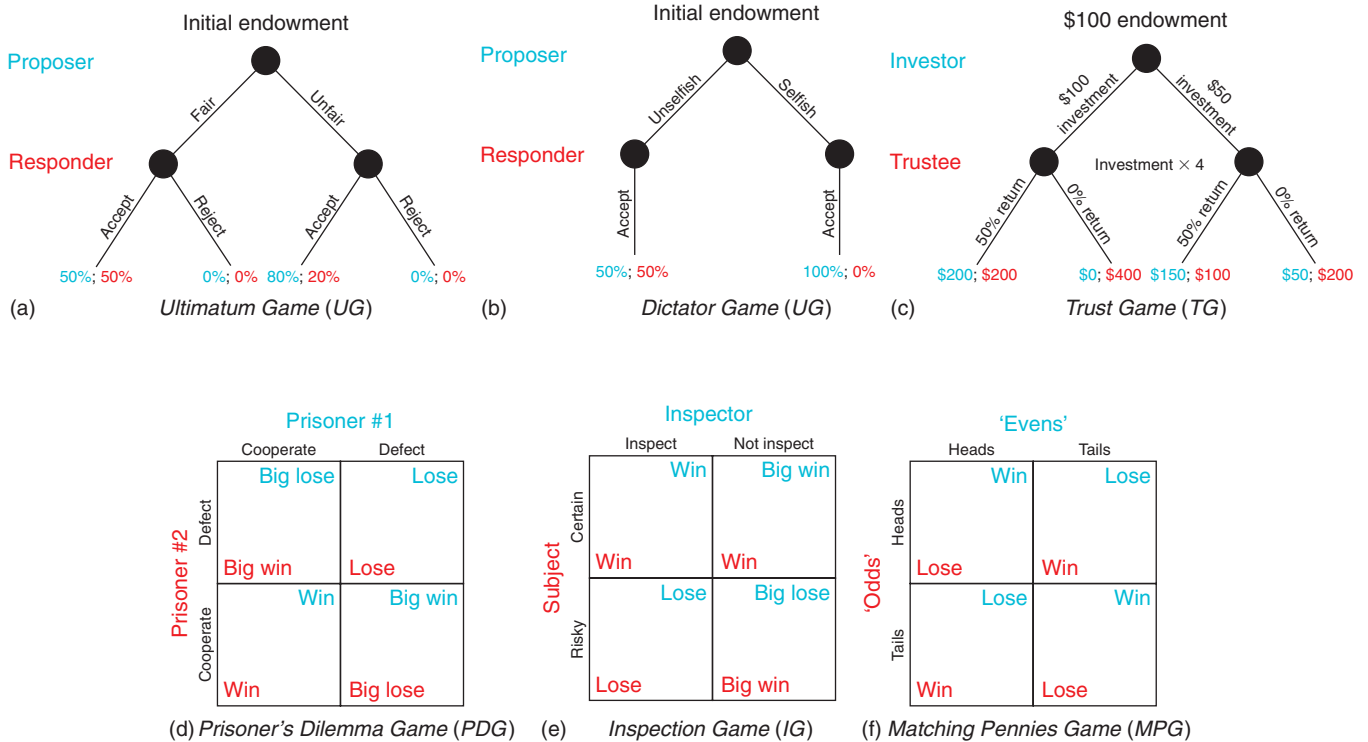 Initial endowment
Proposer
Fair
Unfair
Responder
Accept
Reject
Accept
Reject
50%; 50%
0%; 0%
80%; 20%
0%; 0%
(a)
Ultimatum Game (UG)
Initial endowment
Proposer
Unselfish
Selfish
Responder
Accept
Accept
50%; 50%
100%; 0%
(b)
Dictator Game (UG)
$100 endowment
Investor
$100
investment
$50
investment
Trustee
Investment × 4
50% return
0% return
50% return
0% return
$200; $200
$0; $400
$150; $100
$50; $200
(c)
Trust Game (TG)
Prisoner #1
Cooperate
Defect
Prisoner #2
Defect
Big lose
Lose
Big win
Lose
Cooperate
Win
Big win
Win
Big lose
(d) Prisoner's Dilemma Game (PDG)
Inspector
Inspect
Not inspect
Subject
Certain
Win
Big win
Win
Win
Risky
Lose
Big lose
Lose
Big win
(e)
Inspection Game (IG)
'Evens'
Heads
Tails
'Odds'
Heads
Win
Lose
Lose
Win
Tails
Lose
Win
Win
Lose
(f) Matching Pennies Game (MPG)